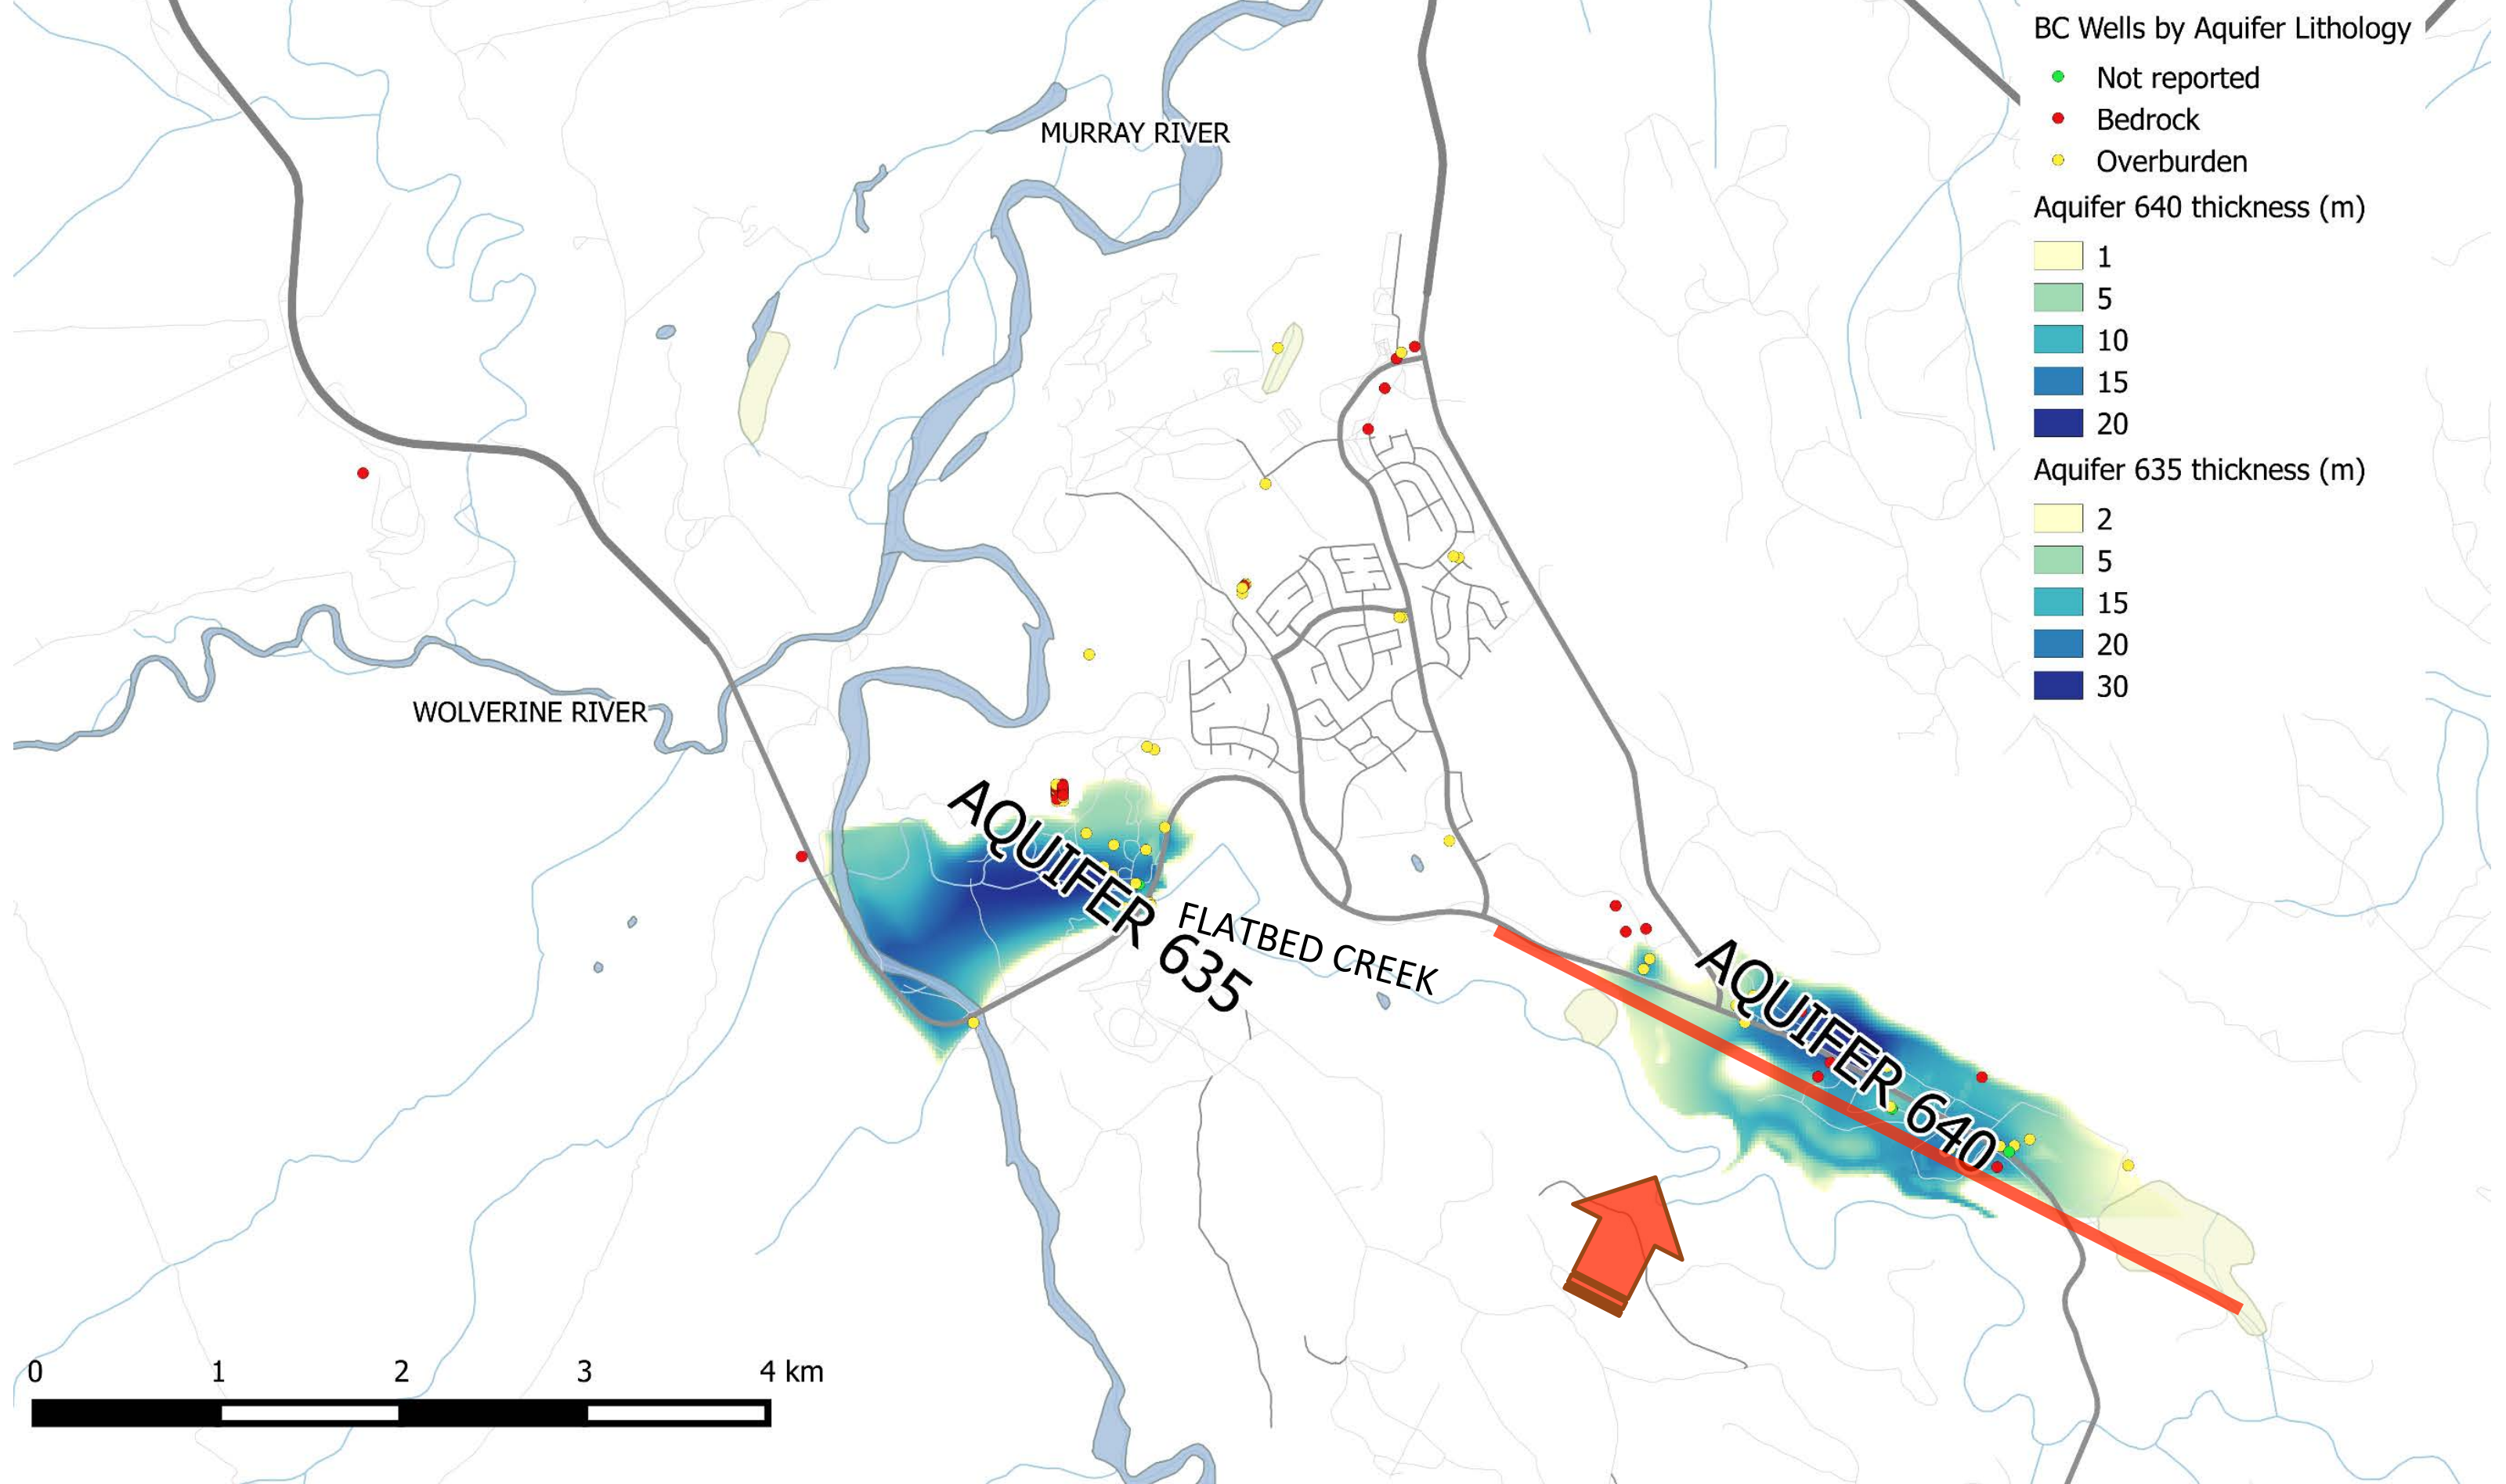 BC Wells by Aquifer Lithology
Not reported
Bedrock
Overburden
Aquifer 640 thickness (m)
1
5
10
15
20
Aquifer 635 thickness (m)
2
5
15
20
30
MURRAY RIVER
WOLVERINE RIVER
AQUIFER 635
FLATBED CREEK
AQUIFER 640
0 1 2 3 4 km